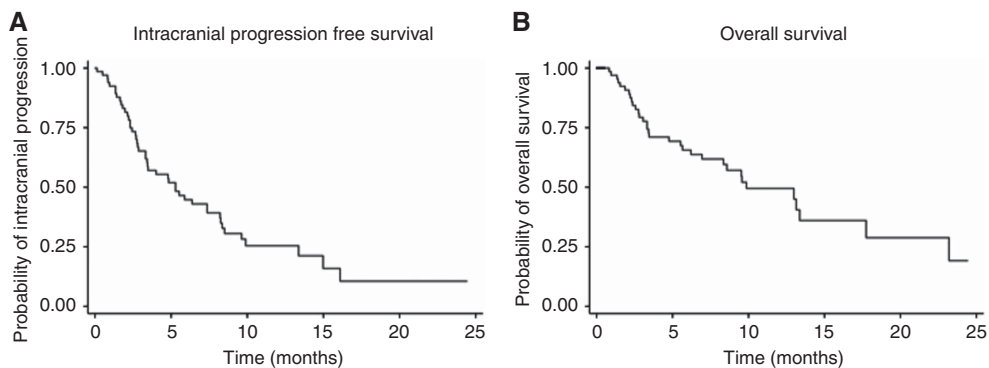 A
Intracranial progression free survival
Probability of intracranial progression
1.00
0.75
0.50
0.25
0.00
0
5
10
15
20
25
Time (months)
B
Overall survival
Probability of overall survival
1.00
0.75
0.50
0.25
0.00
0
5
10
15
20
25
Time (months)